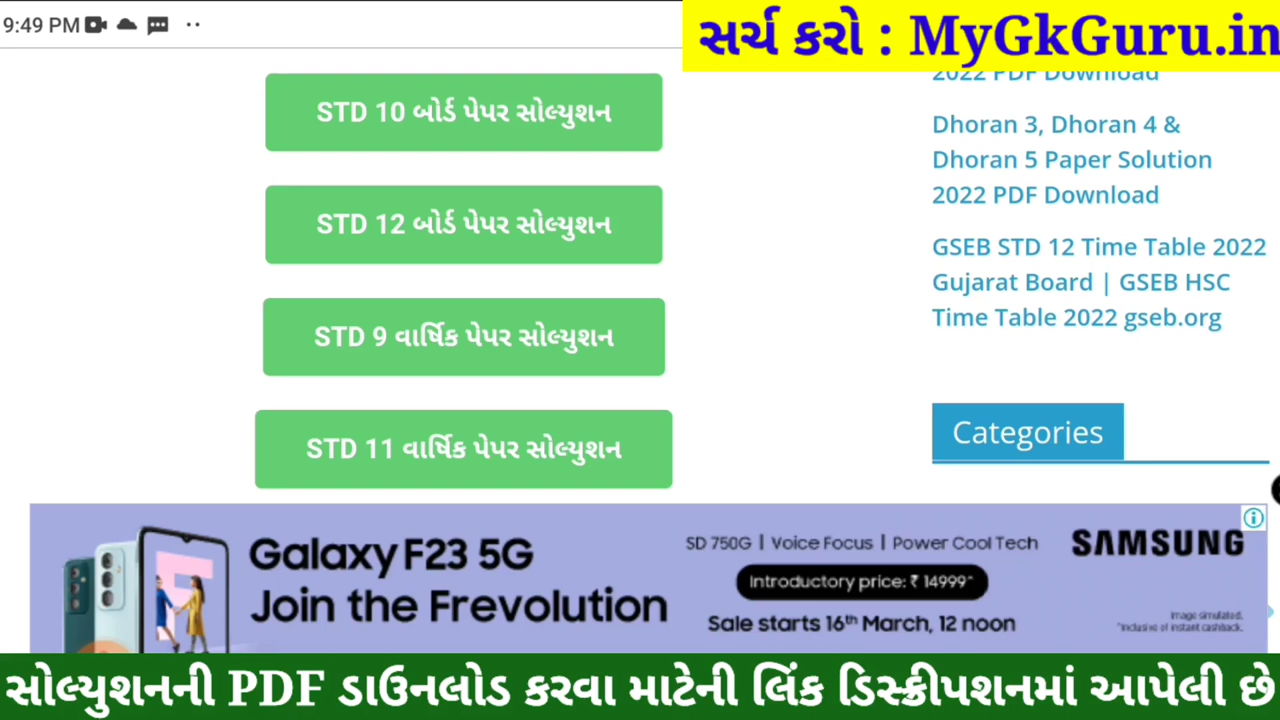 9:49 PM
સર્ચ કરો : MyGkGuru.in
STD 10 બોર્ડ પેપર સોલ્યુશન
STD 12 બોર્ડ પેપર સોલ્યુશન
STD 9 વાર્ષિક પેપર સોલ્યુશન
STD 11 વાર્ષિક પેપર સોલ્યુશન
2022 PDF Download
Dhoran 3, Dhoran 4 &
Dhoran 5 Paper Solution
2022 PDF Download
GSEB STD 12 Time Table 2022
Gujarat Board | GSEB HSC
Time Table 2022 gseb.org
Categories
Galaxy F23 5G
Join the Frevolution
SD 750G | Voice Focus | Power Cool Tech
Introductory price: ₹ 14999^
Sale starts 16th March, 12 noon
SAMSUNG
Image simulated.
^Inclusive of instant cashback.
સોલ્યુશનની PDF ડાઉનલોડ કરવા માટેની લિંક ડિસ્ક્રીપશનમાં આપેલી છે